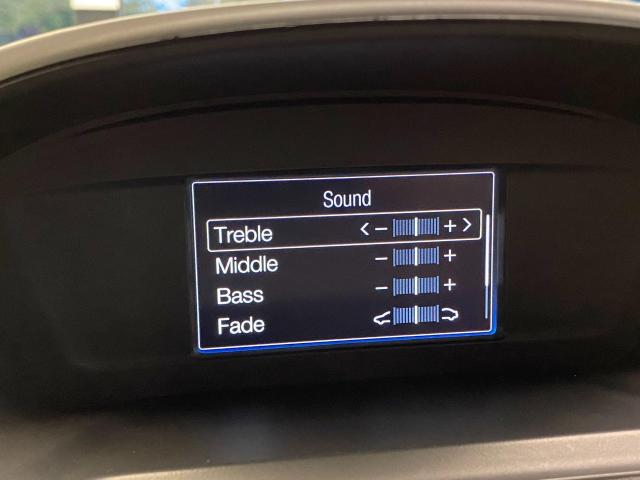 Sound
Treble < - + >
Middle - +
Bass - +
Fade